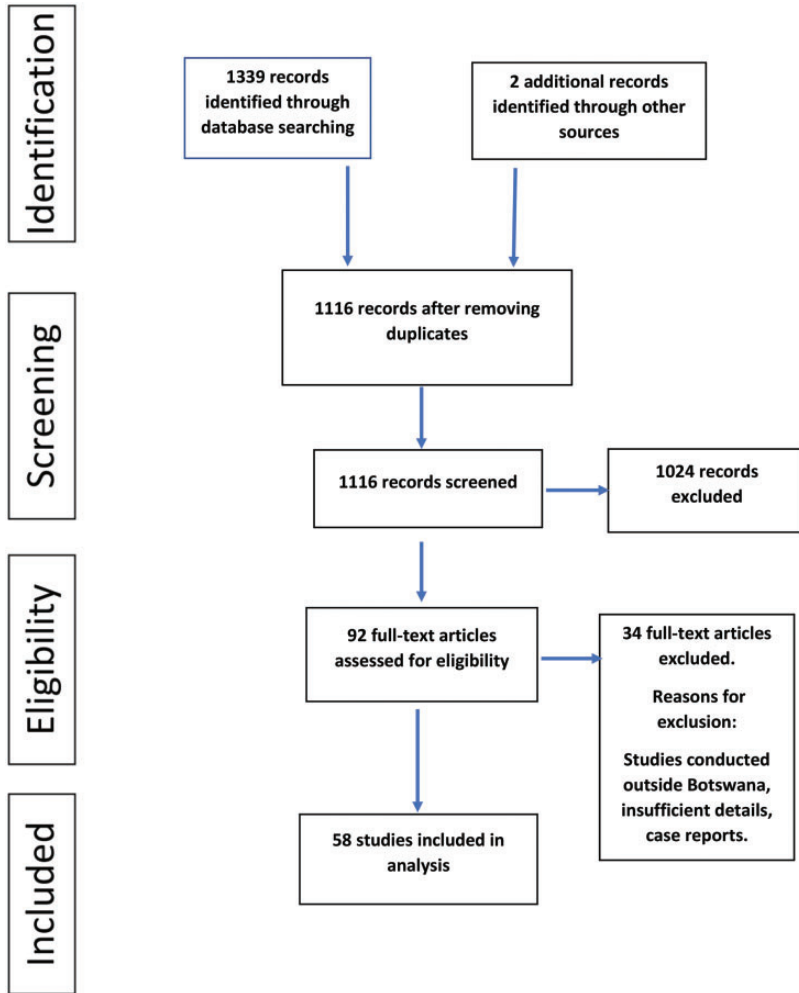 Identification
1339 records
identified through
database searching
2 additional records
identified through other
sources
Screening
1116 records after removing
duplicates
1116 records screened
1024 records
excluded
Eligibility
92 full-text articles
assessed for eligibility
34 full-text articles
excluded.
Reasons for
exclusion:
Studies conducted
outside Botswana,
insufficient details,
case reports.
Included
58 studies included in
analysis